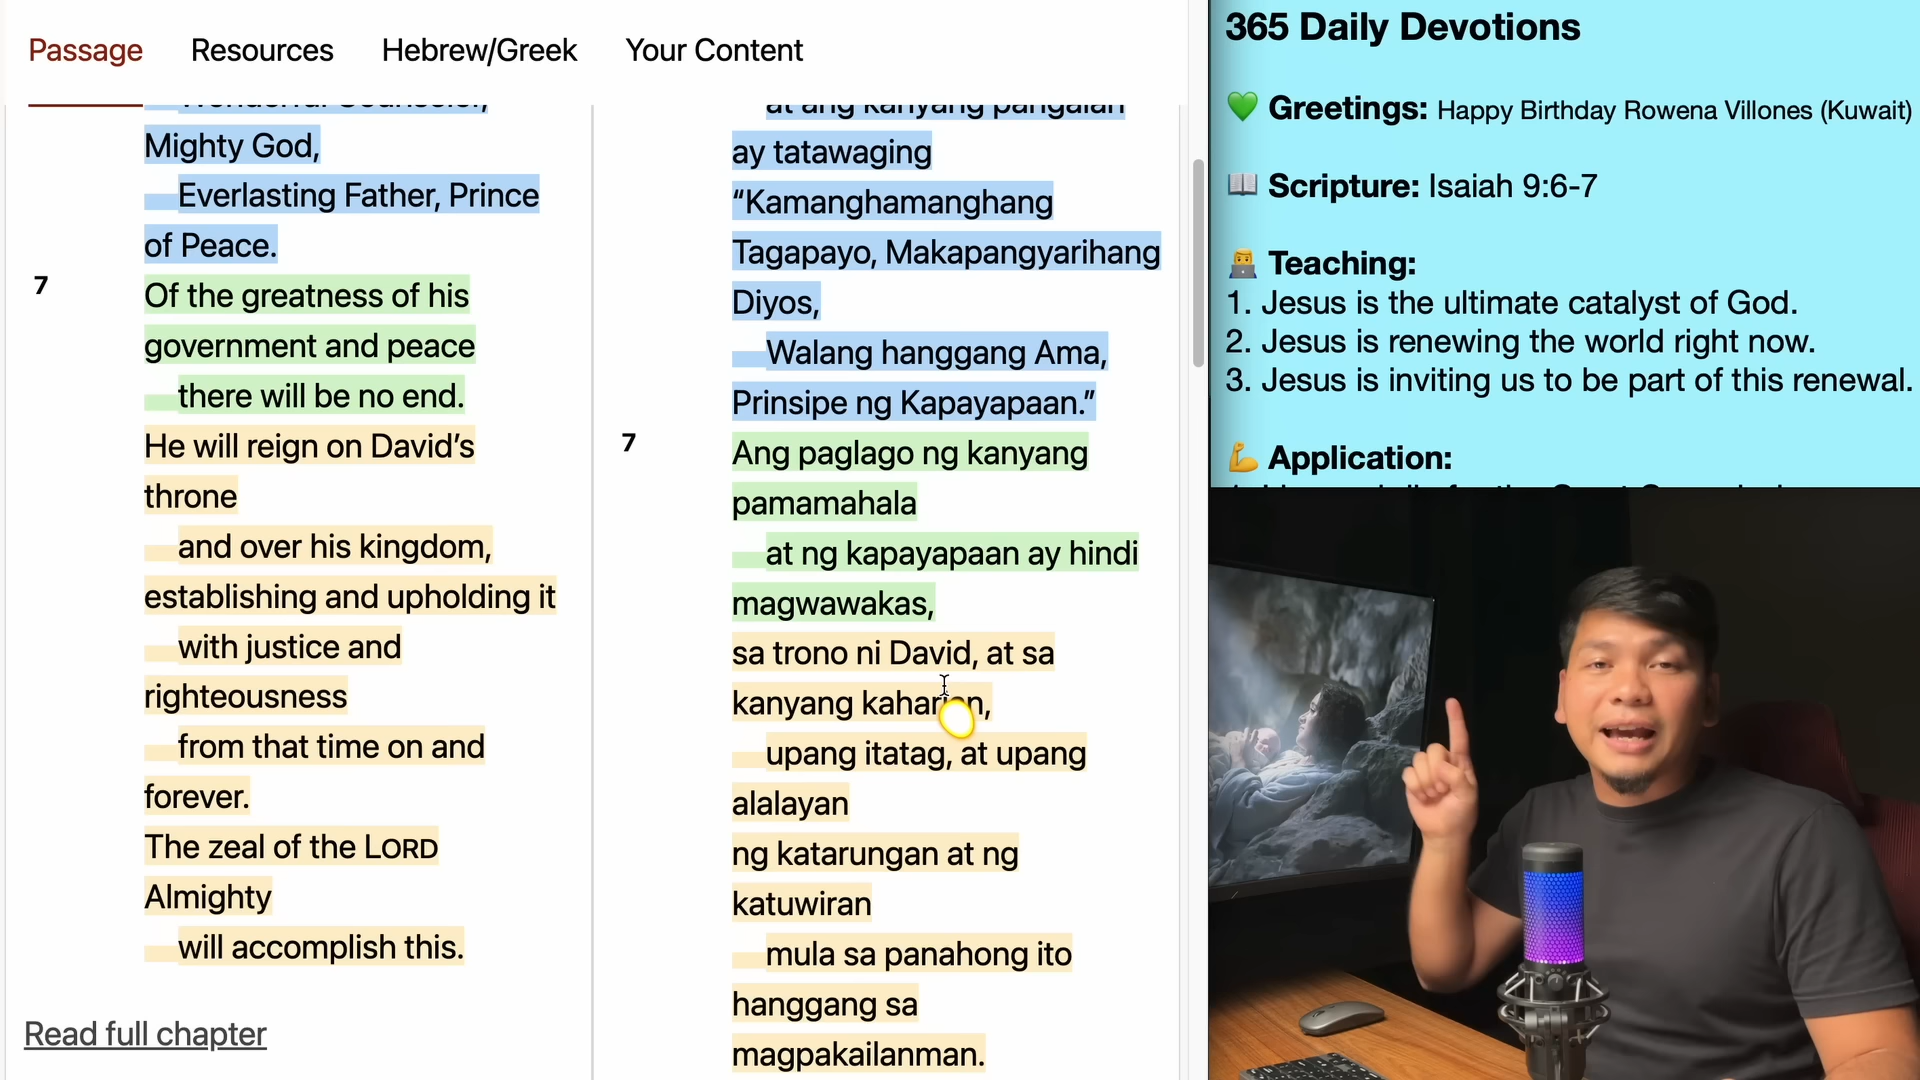 Passage
Resources
Hebrew/Greek
Your Content
Wonderful Counselor,
Mighty God,
Everlasting Father, Prince
of Peace.
7
Of the greatness of his
government and peace
there will be no end.
He will reign on David’s
throne
and over his kingdom,
establishing and upholding it
with justice and
righteousness
from that time on and
forever.
The zeal of the LORD
Almighty
will accomplish this.
Read full chapter
at ang kanyang pangalan
ay tatawaging
“Kamanghamanghang
Tagapayo, Makapangyarihang
Diyos,
Walang hanggang Ama,
Prinsipe ng Kapayapaan.”
7
Ang paglago ng kanyang
pamamahala
at ng kapayapaan ay hindi
magwawakas,
sa trono ni David, at sa
kanyang kaharian,
upang itatag, at upang
alalayan
ng katarungan at ng
katuwiran
mula sa panahong ito
hanggang sa
magpakailanman.
365 Daily Devotions
💚 Greetings: Happy Birthday Rowena Villones (Kuwait)
📖 Scripture: Isaiah 9:6-7
👨‍💻 Teaching:
1. Jesus is the ultimate catalyst of God.
2. Jesus is renewing the world right now.
3. Jesus is inviting us to be part of this renewal.
💪 Application: